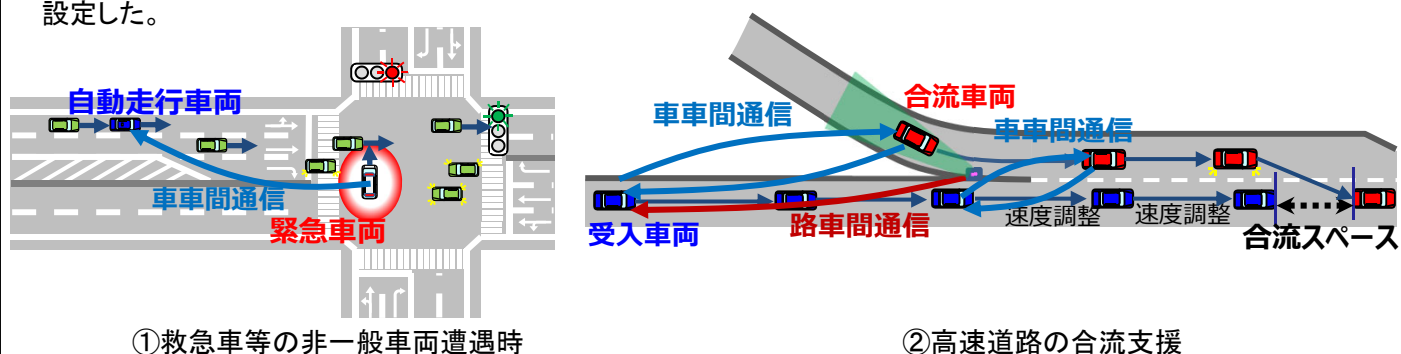 設定した。
自動走行車両
車車間通信
緊急車両
①救急車等の非一般車両遭遇時
車車間通信
合流車両
車車間通信
受入車両
路車間通信
速度調整
速度調整
合流スペース
②高速道路の合流支援